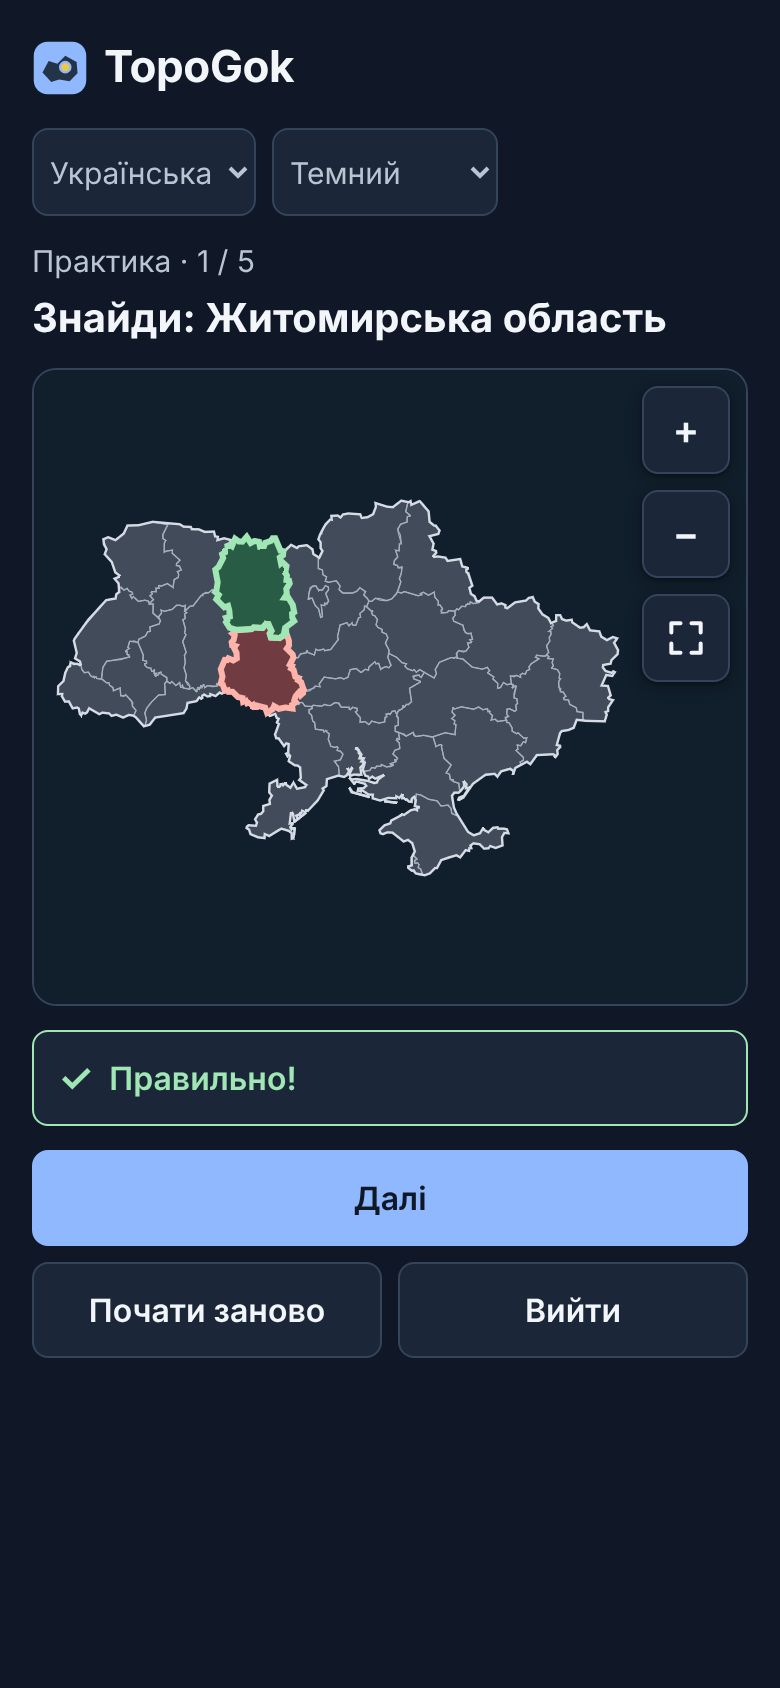 TopoGok
Українська
Темний
Практика · 1 / 5
Знайди: Житомирська область
+
−
Правильно!
Далі
Почати заново
Вийти